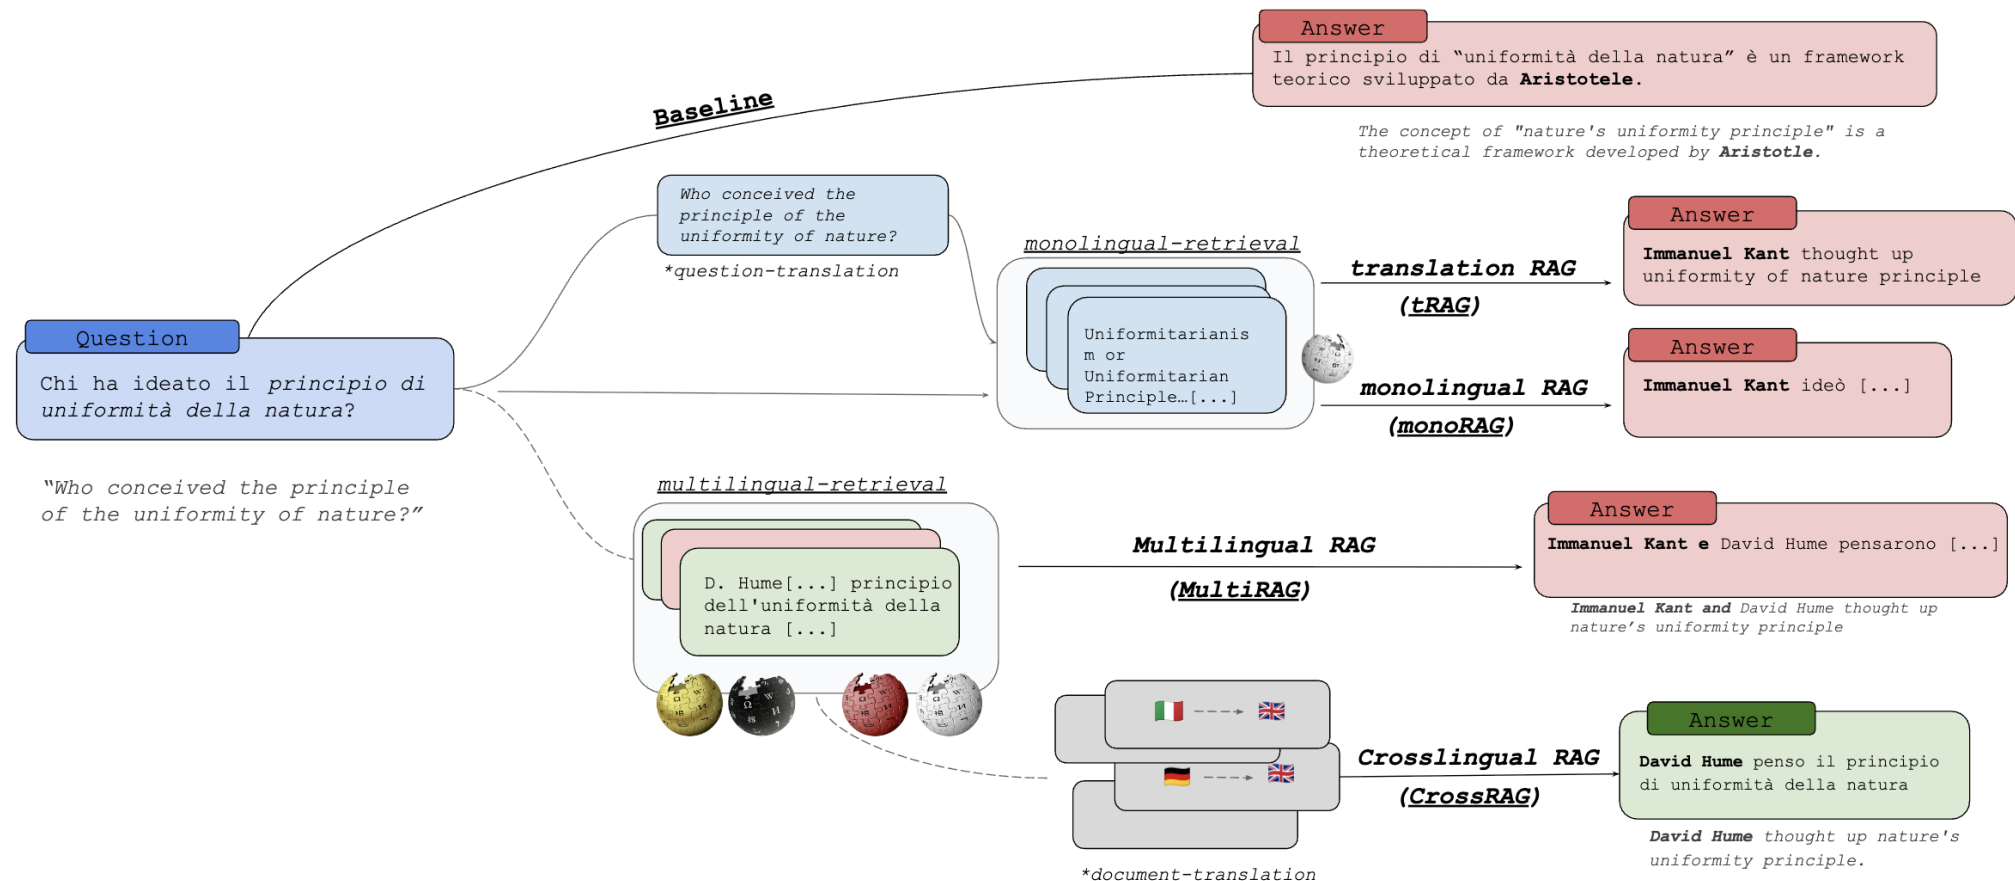 Answer
Il principio di “uniformità della natura” è un framework
teorico sviluppato da Aristotele.
The concept of "nature's uniformity principle" is a
theoretical framework developed by Aristotle.
Baseline
Who conceived the
principle of the
uniformity of nature?
*question-translation
monolingual-retrieval
Uniformitarianis
m or
Uniformitarian
Principle…[...]
translation RAG
(tRAG)
Answer
Immanuel Kant thought up
uniformity of nature principle
monolingual RAG
(monoRAG)
Answer
Immanuel Kant ideò [...]
Question
Chi ha ideato il principio di
uniformità della natura?
“Who conceived the principle
of the uniformity of nature?”
multilingual-retrieval
D. Hume[...] principio
dell'uniformità della
natura [...]
Multilingual RAG
(MultiRAG)
Answer
Immanuel Kant e David Hume pensarono [...]
Immanuel Kant and David Hume thought up
nature’s uniformity principle
Crosslingual RAG
(CrossRAG)
*document-translation
Answer
David Hume penso il principio
di uniformità della natura
David Hume thought up nature's
uniformity principle.